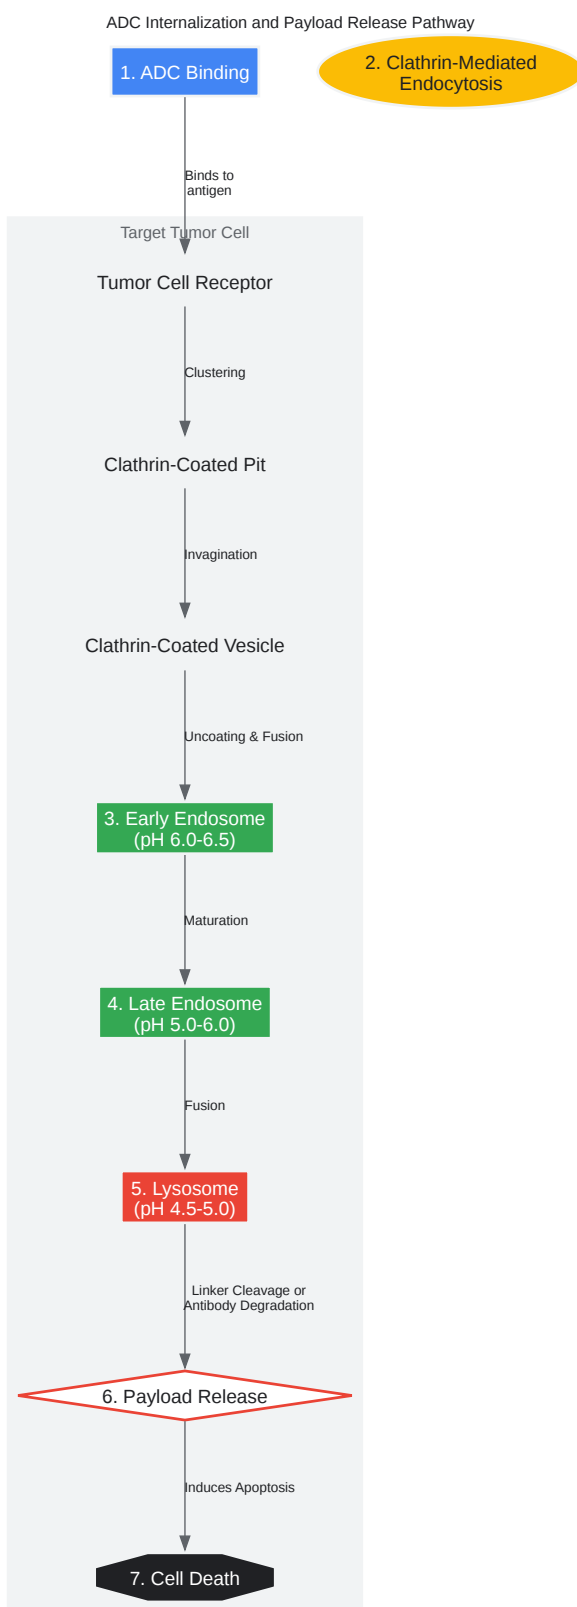 ADC Internalization and Payload Release Pathway
1. ADC Binding
2. Clathrin-Mediated
Endocytosis
Binds to
antigen
Target Tumor Cell
Tumor Cell Receptor
Clustering
Clathrin-Coated Pit
Invagination
Clathrin-Coated Vesicle
Uncoating & Fusion
3. Early Endosome
(pH 6.0-6.5)
Maturation
4. Late Endosome
(pH 5.0-6.0)
Fusion
5. Lysosome
(pH 4.5-5.0)
Linker Cleavage or
Antibody Degradation
6. Payload Release
Induces Apoptosis
7. Cell Death